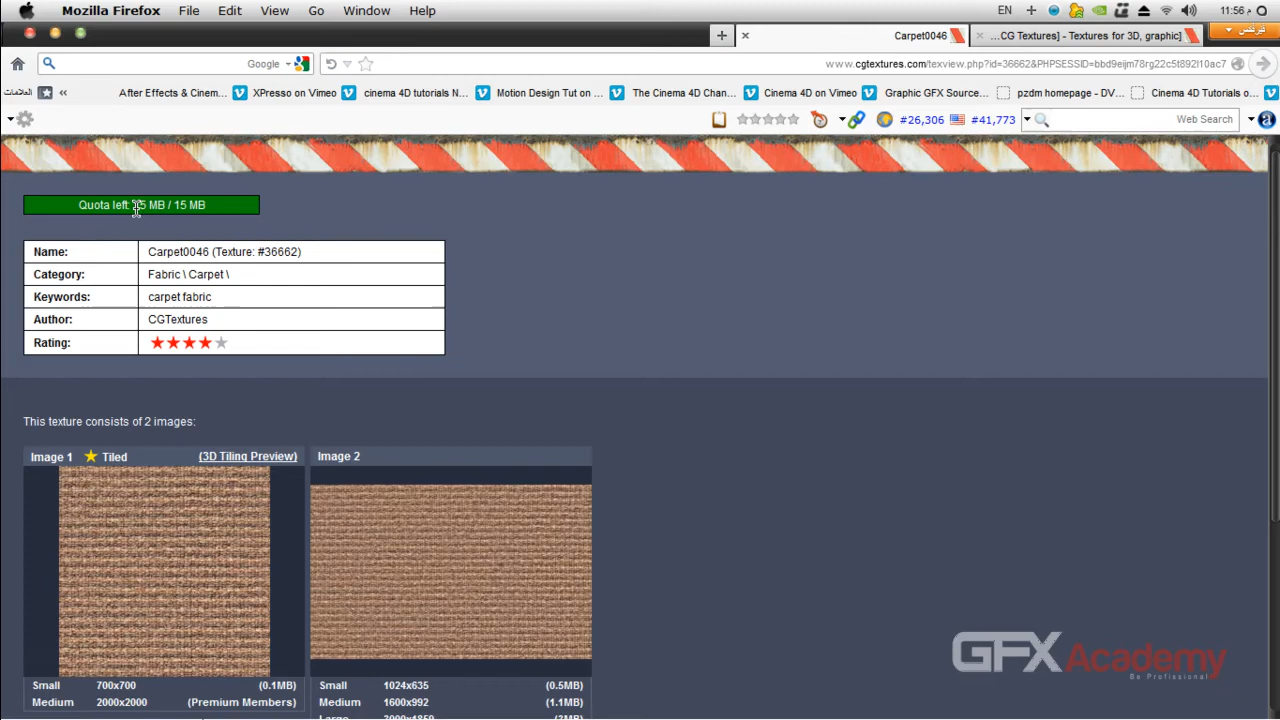 Mozilla Firefox File Edit View Go Window Help EN 11:56 م
Carpet0046
...CG Textures] - Textures for 3D, graphic]
فيرفكس
Google
www.cgtextures.com/texview.php?id=36662&PHPSESSID=bbd9eijm78rg22c5t892l10ac7
العلامات
After Effects & Cinem...
XPresso on Vimeo
cinema 4D tutorials N...
Motion Design Tut on ...
The Cinema 4D Chan...
Cinema 4D on Vimeo
Graphic GFX Source...
pzdm homepage - DV...
Cinema 4D Tutorials o...
#26,306 #41,773 Web Search
Quota left: 15 MB / 15 MB
Name: Carpet0046 (Texture: #36662)
Category: Fabric \ Carpet \
Keywords: carpet fabric
Author: CGTextures
Rating:
This texture consists of 2 images:
Image 1 Tiled (3D Tiling Preview)
Image 2
Small 700x700 (0.1MB)
Medium 2000x2000 (Premium Members)
Small 1024x635 (0.5MB)
Medium 1600x992 (1.1MB)
GFXAcademy
Be Professional